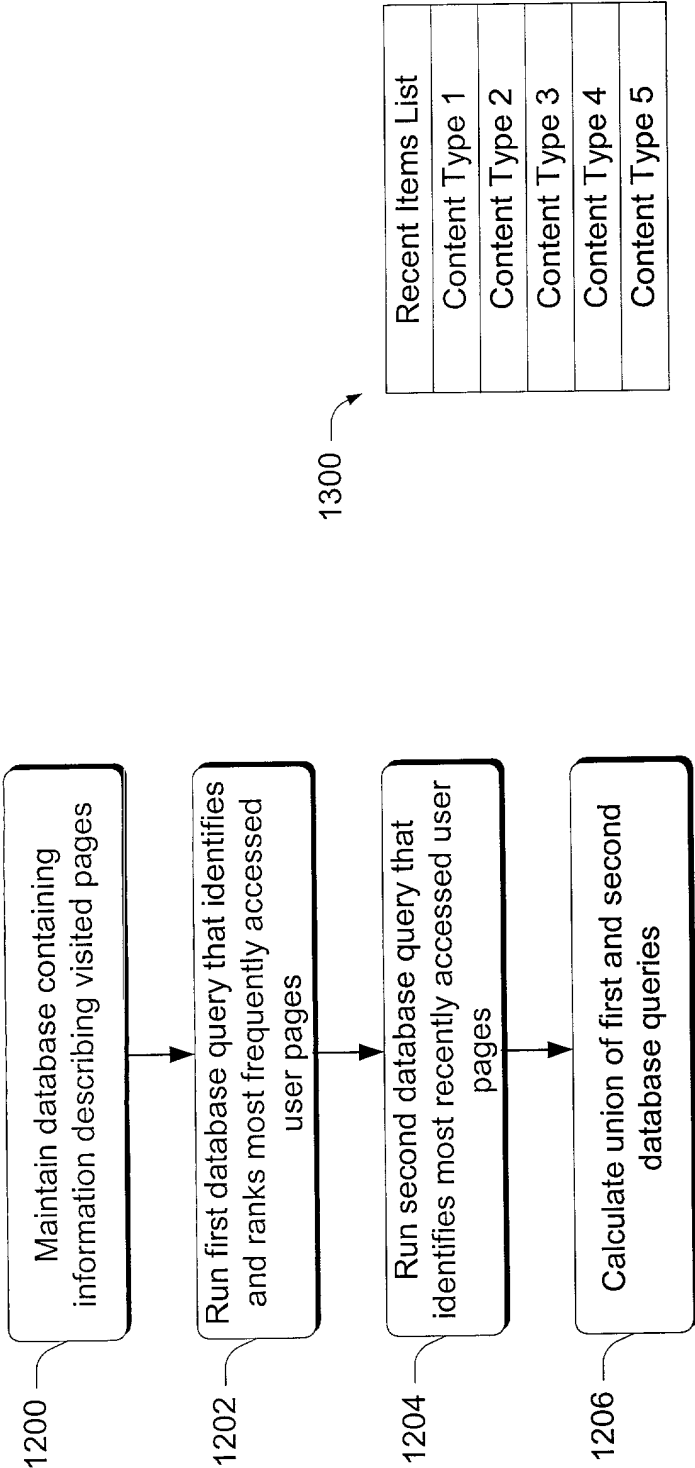 1200
Maintain database containing
information describing visited pages
1202
Run first database query that identifies
and ranks most frequently accessed
user pages
1204
Run second database query that
identifies most recently accessed user
pages
1206
Calculate union of first and second
database queries
1300
Recent Items List
Content Type 1
Content Type 2
Content Type 3
Content Type 4
Content Type 5